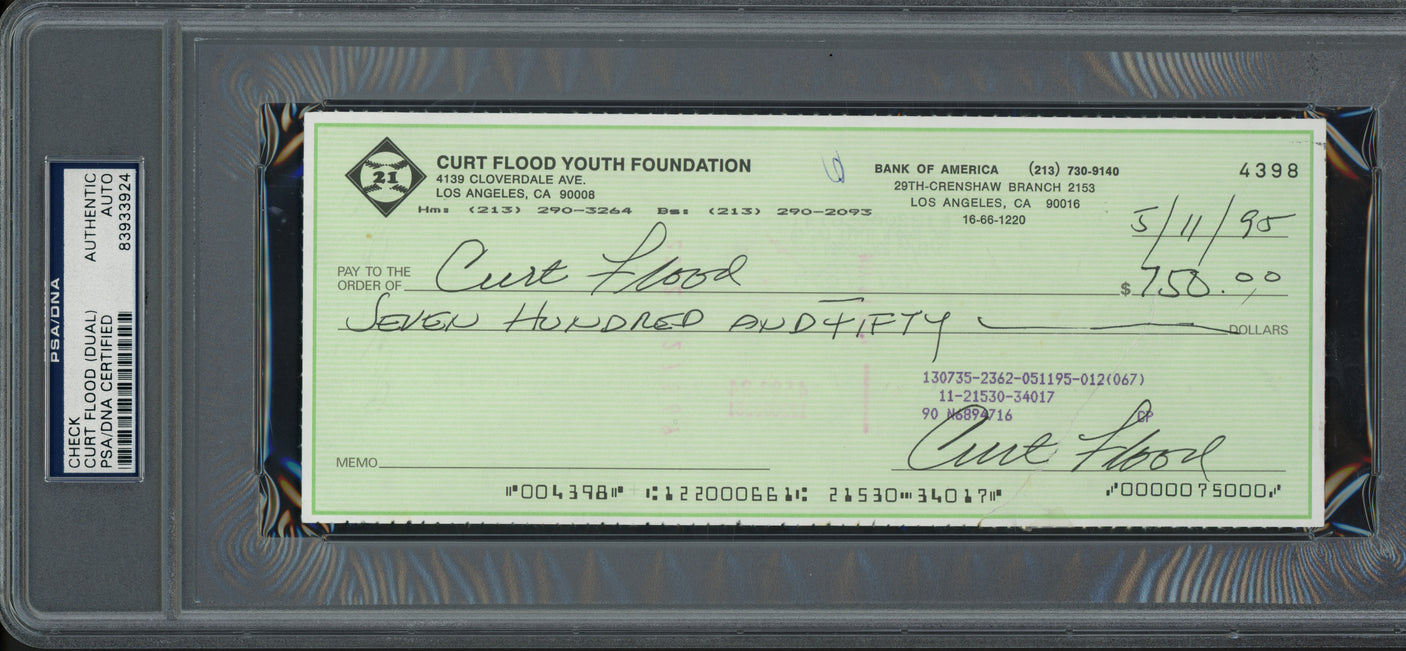 PSA/DNA
CHECK
CURT FLOOD (DUAL)
PSA/DNA CERTIFIED
AUTHENTIC
AUTO
83933924
21
CURT FLOOD YOUTH FOUNDATION
4139 CLOVERDALE AVE.
LOS ANGELES, CA 90008
Hm: (213) 290-3264 Bs: (213) 290-2093
BANK OF AMERICA (213) 730-9140
29TH-CRENSHAW BRANCH 2153
LOS ANGELES, CA 90016
16-66-1220
4398
5/11/95
PAY TO THE
ORDER OF Curt Flood $ 750.00
SEVEN HUNDRED AND FIFTY DOLLARS
130735-2362-051195-012(067)
11-21530-34017
90 N6894716 CP
Curt Flood
MEMO
⑈004398⑈ ⑆122000661⑆ 21530⑉34017⑈ ⑇0000075000⑇